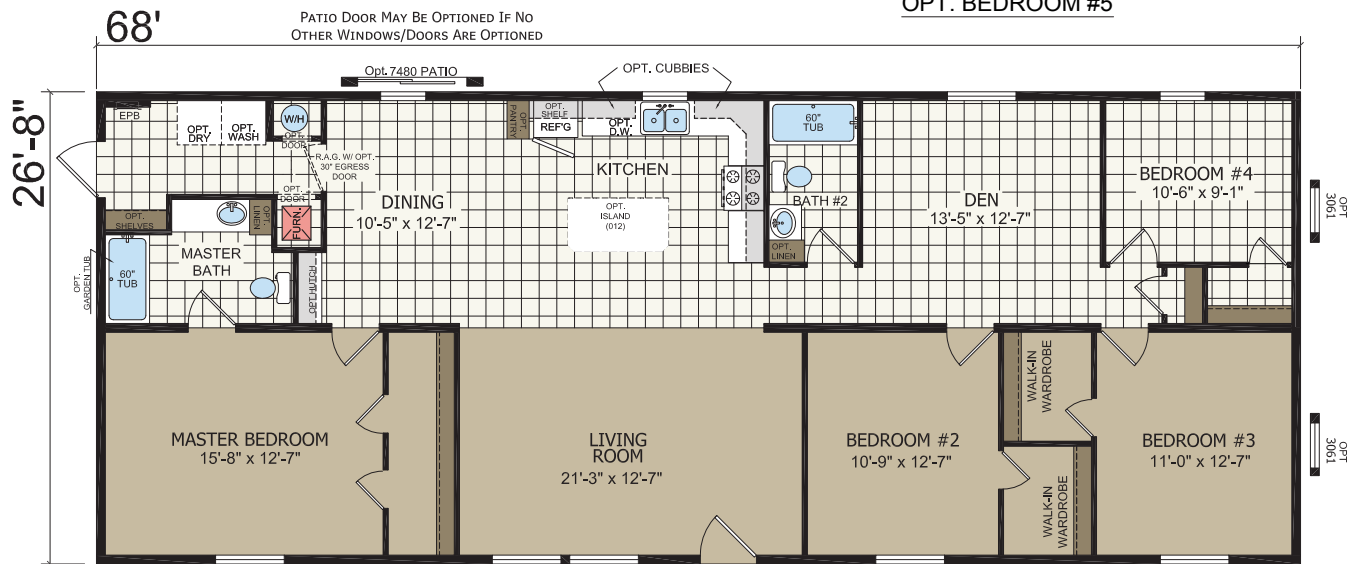 OPT. BEDROOM #5
68'
PATIO DOOR MAY BE OPTIONED IF NO
OTHER WINDOWS/DOORS ARE OPTIONED
Opt. 7480 PATIO
OPT. CUBBIES
26'-8"
EPB
OPT.
DRY
OPT.
WASH
W/H
OPT.
DOOR
R.A.G. W/ OPT.
30" EGRESS
DOOR
OPT.
DOOR
FURN.
OPT.
SHELVES
OPT.
LINEN
MASTER
BATH
60"
TUB
OPT.
GARDEN TUB
OPT.HUTCH
DINING
10'-5" x 12'-7"
OPT.
PANTRY
OPT.
SHELF
REF'G
OPT.
D.W.
KITCHEN
OPT.
ISLAND
(012)
60"
TUB
BATH #2
OPT.
LINEN
DEN
13'-5" x 12'-7"
BEDROOM #4
10'-6" x 9'-1"
OPT
3061
MASTER BEDROOM
15'-8" x 12'-7"
LIVING
ROOM
21'-3" x 12'-7"
BEDROOM #2
10'-9" x 12'-7"
WALK-IN
WARDROBE
WALK-IN
WARDROBE
BEDROOM #3
11'-0" x 12'-7"
OPT
3061